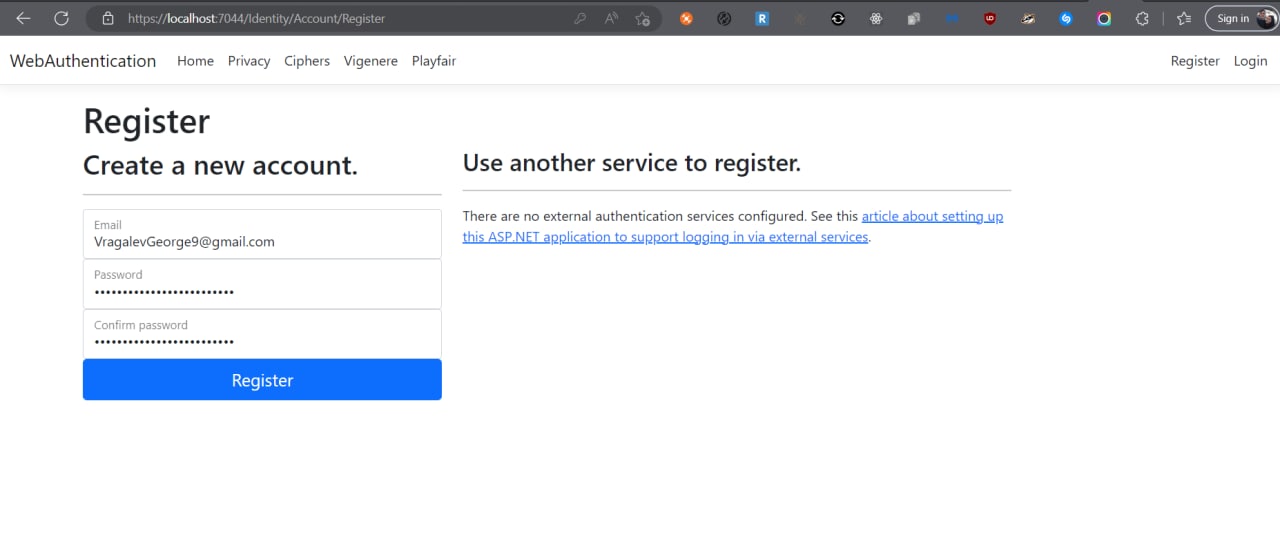 https://localhost:7044/Identity/Account/Register
Sign in
WebAuthentication Home Privacy Ciphers Vigenere Playfair Register Login
Register
Create a new account.
Email
VragalevGeorge9@gmail.com
Password
•••••••••••••••••••••••••
Confirm password
•••••••••••••••••••••••••
Register
Use another service to register.
There are no external authentication services configured. See this article about setting up
this ASP.NET application to support logging in via external services.